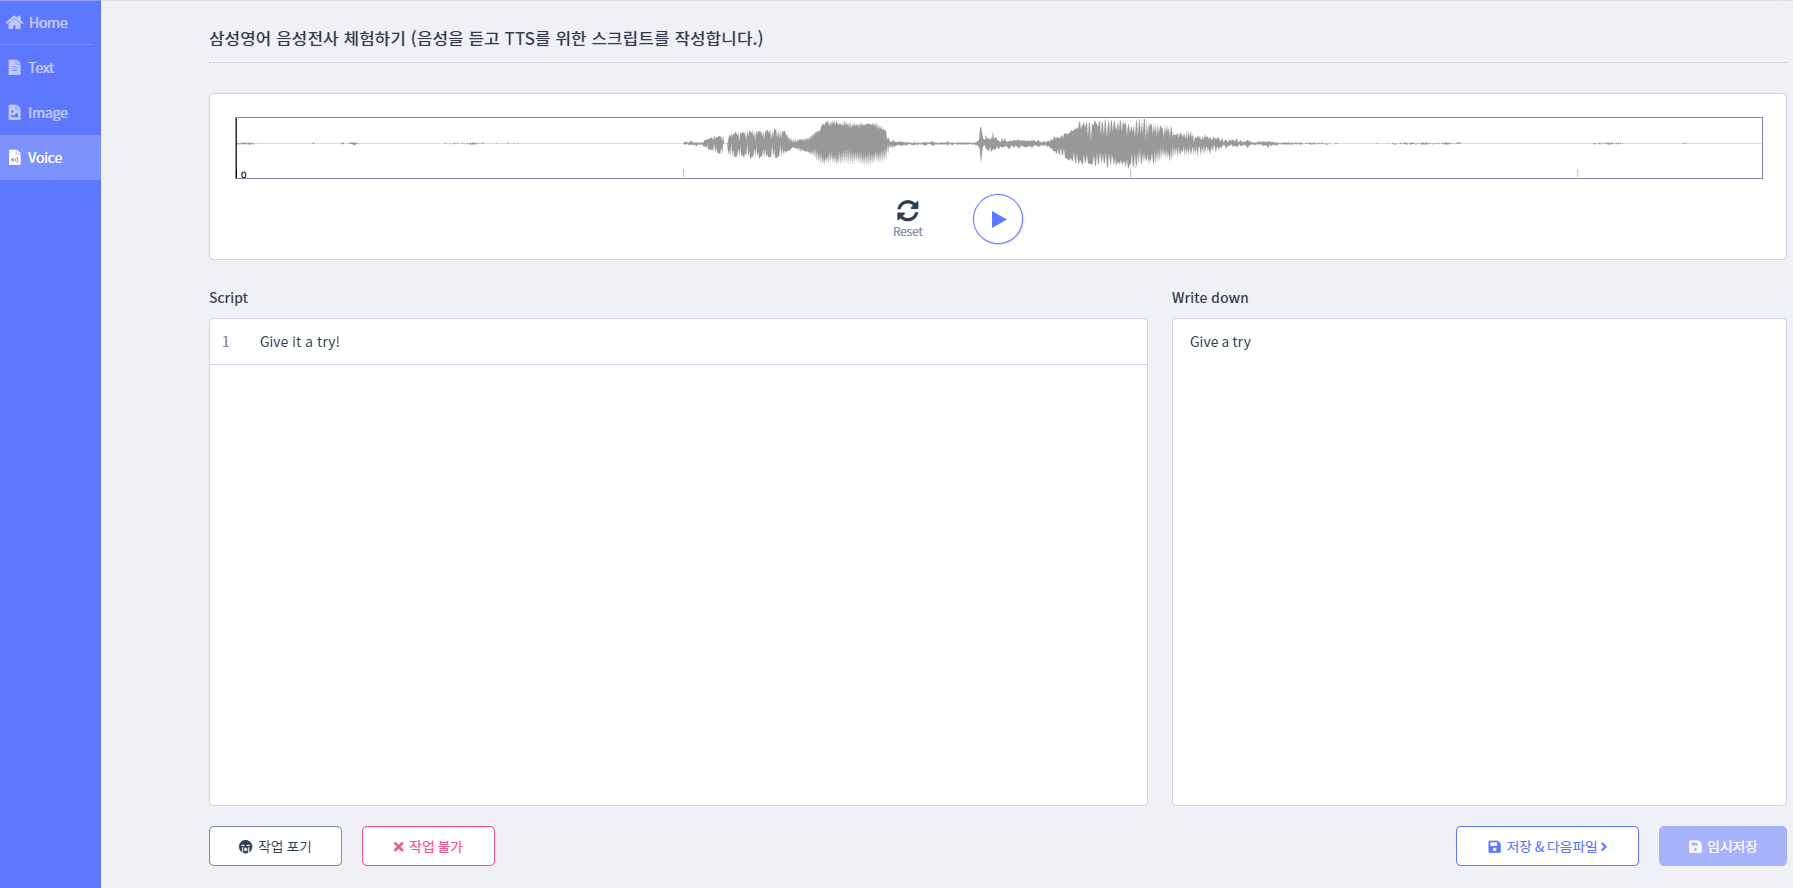 Home
Text
Image
Voice
삼성영어 음성전사 체험하기 (음성을 듣고 TTS를 위한 스크립트를 작성합니다.)
0
Reset
Script
Write down
1 Give it a try!
Give a try
작업 포기
작업 불가
저장 & 다음파일
임시저장